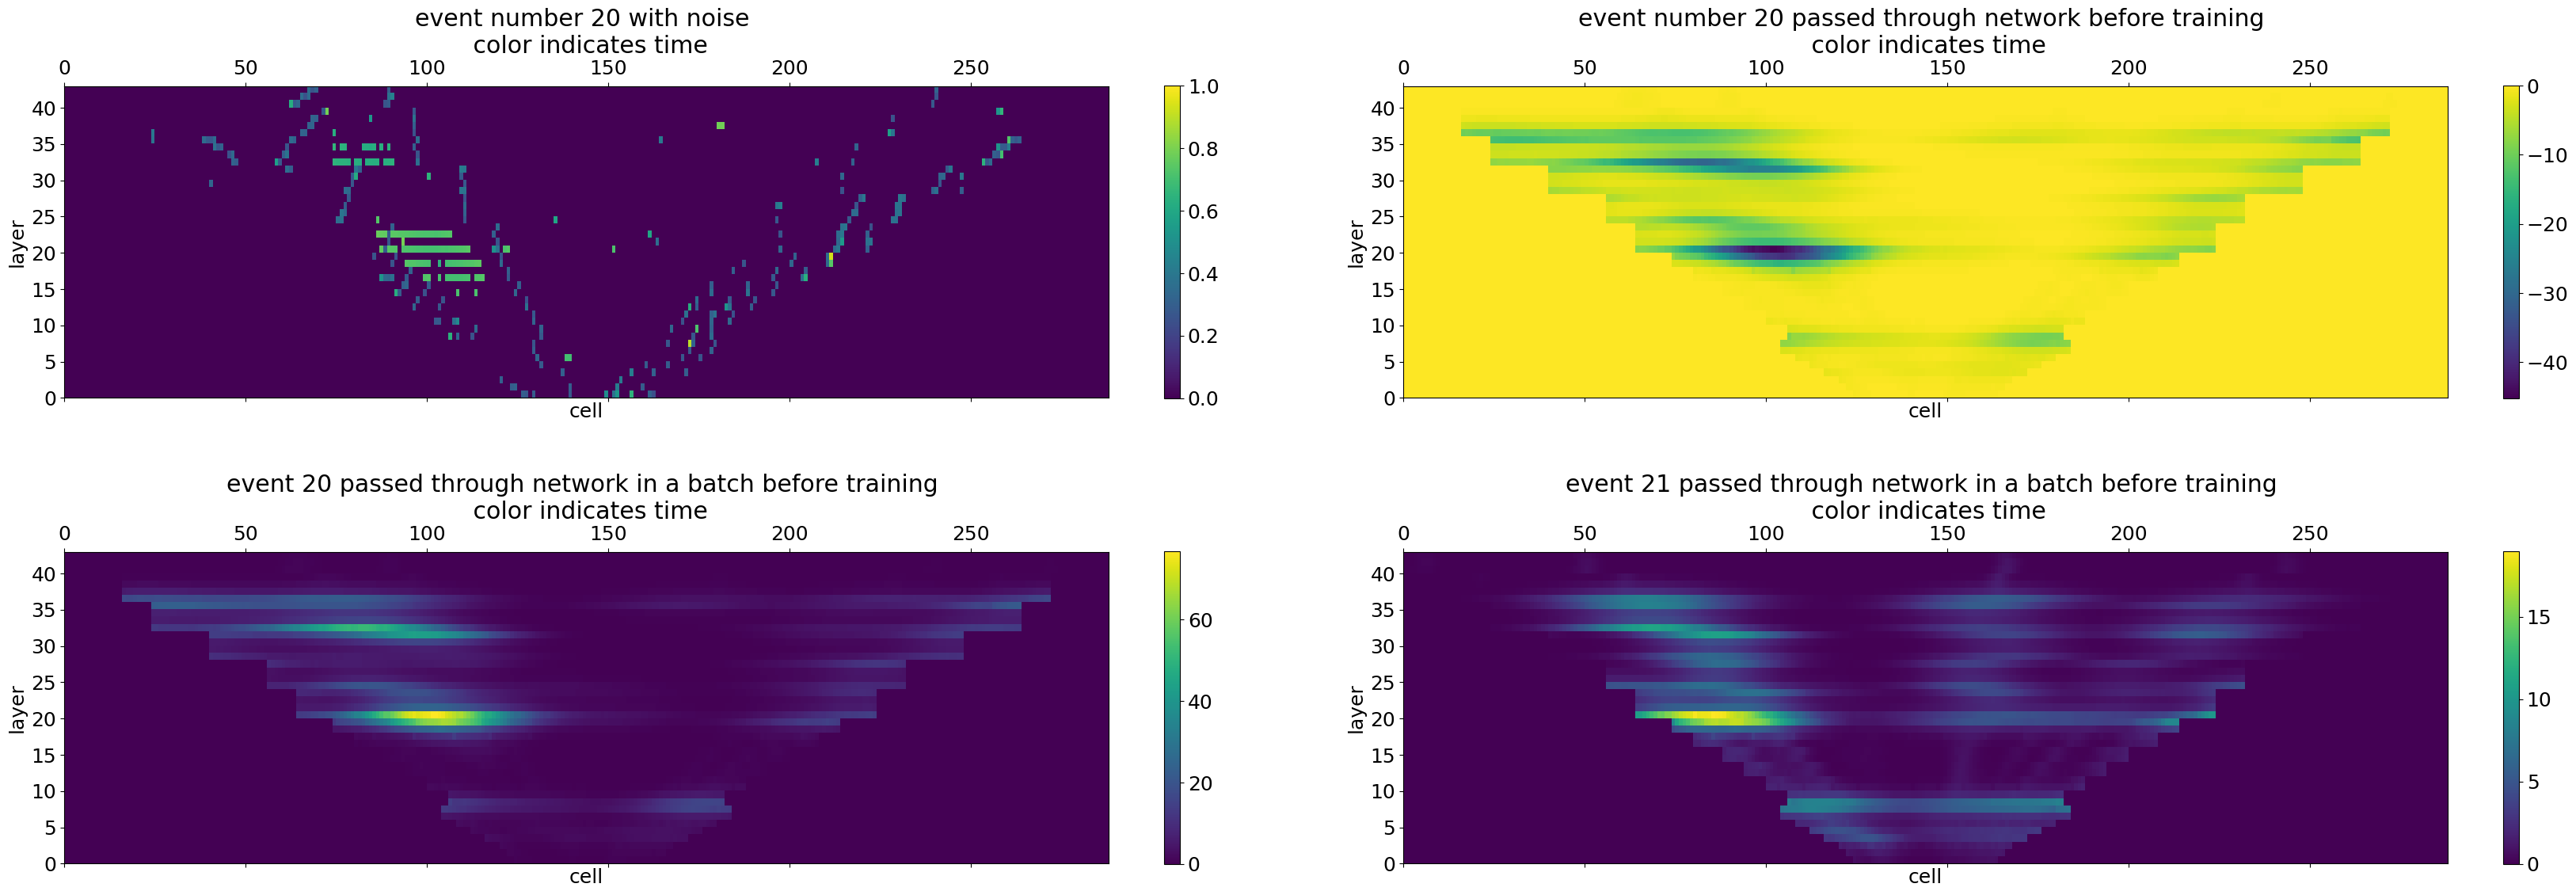 event number 20 with noise
color indicates time
0 50 100 150 200 250
40
35
30
25
20
15
10
5
0
layer
cell
1.0
0.8
0.6
0.4
0.2
0.0
event number 20 passed through network before training
color indicates time
0 50 100 150 200 250
40
35
30
25
20
15
10
5
0
layer
cell
0
−10
−20
−30
−40
event 20 passed through network in a batch before training
color indicates time
0 50 100 150 200 250
40
35
30
25
20
15
10
5
0
layer
cell
60
40
20
0
event 21 passed through network in a batch before training
color indicates time
0 50 100 150 200 250
40
35
30
25
20
15
10
5
0
layer
cell
15
10
5
0